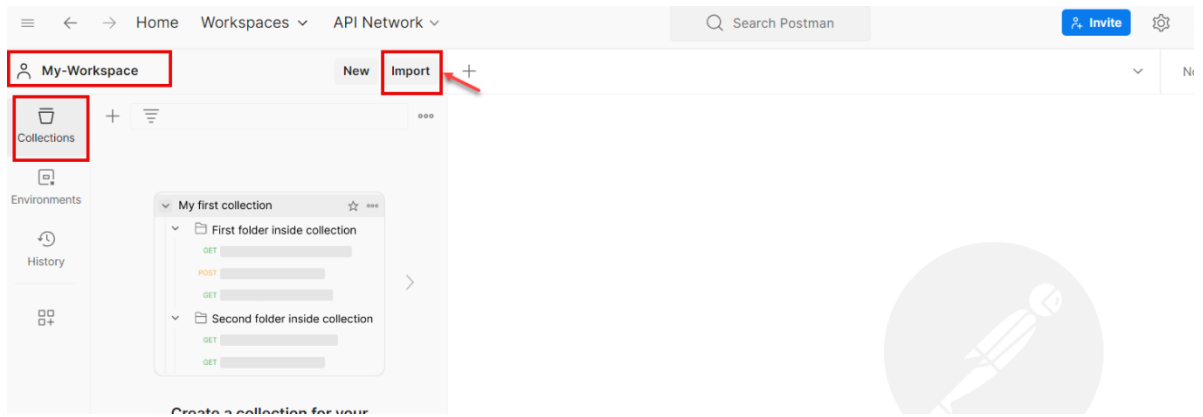 Home Workspaces API Network Search Postman Invite
My-Workspace New Import No
Collections
Environments
History
My first collection
First folder inside collection
GET
POST
GET
Second folder inside collection
GET
GET
Create a collection for your